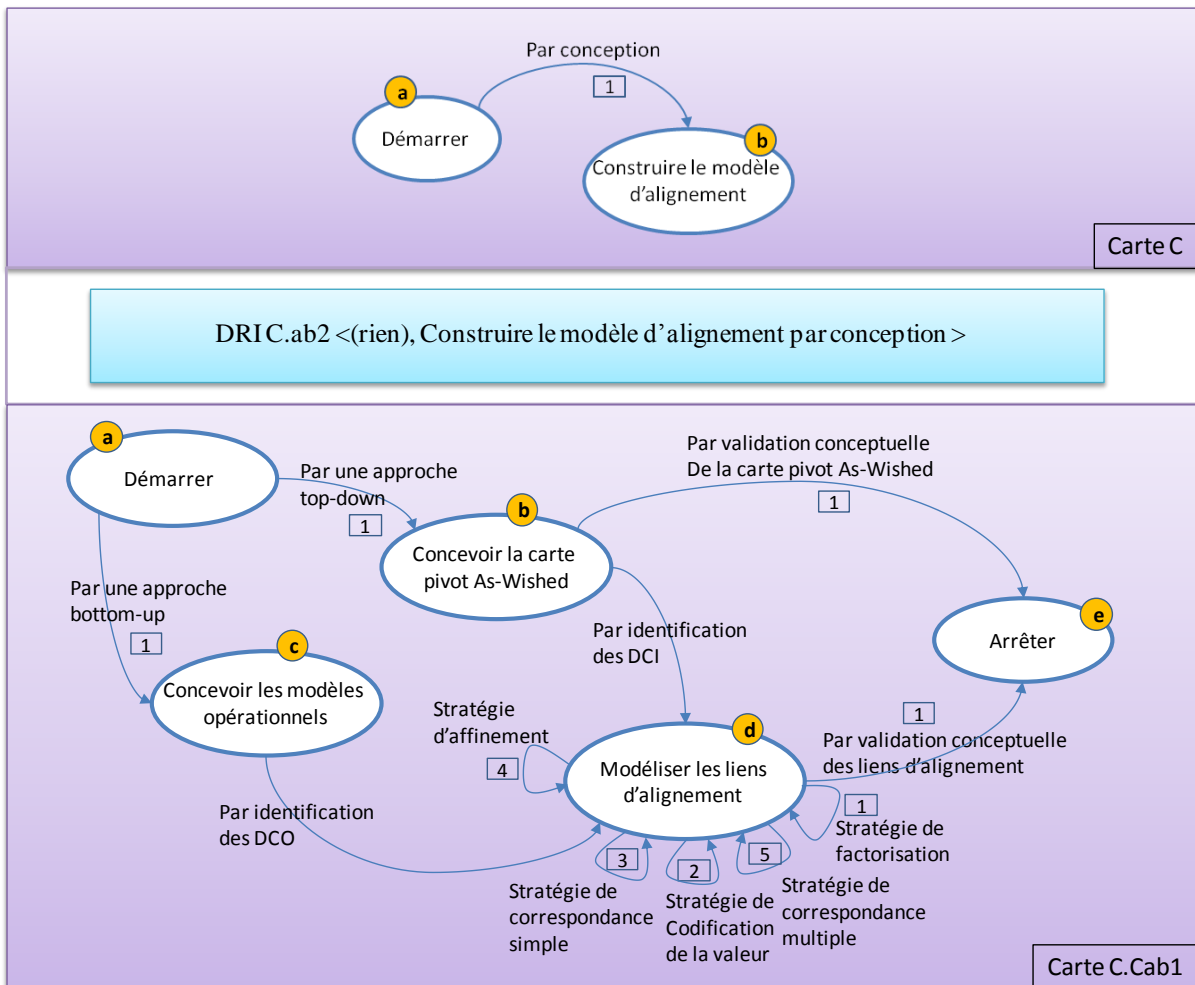 Par conception
1
a
Démarrer
b
Construire le modèle
d'alignement
Carte C
DRI C.ab2 <(rien), Construire le modèle d'alignement par conception >
a
Démarrer
Par une approche
top-down
1
b
Concevoir la carte
pivot As-Wished
Par validation conceptuelle
De la carte pivot As-Wished
1
Par une approche
bottom-up
1
c
Concevoir les modèles
opérationnels
Par identification
des DCI
e
Arrêter
Stratégie
d'affinement
4
d
Modéliser les liens
d'alignement
1
Par validation conceptuelle
des liens d'alignement
Par identification
des DCO
1
Stratégie de
factorisation
3
Stratégie de
correspondance
simple
2
Stratégie de
Codification
de la valeur
5
Stratégie de
correspondance
multiple
Carte C.Cab1